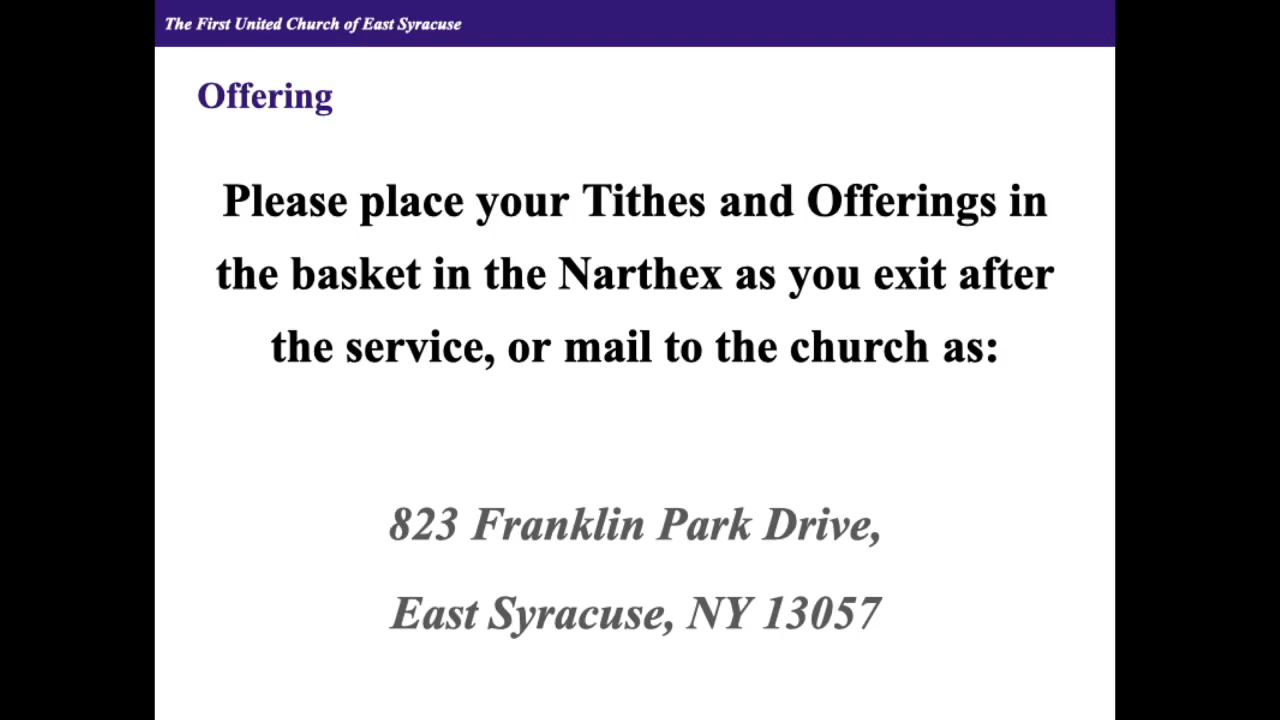 The First United Church of East Syracuse
Offering
Please place your Tithes and Offerings in
the basket in the Narthex as you exit after
the service, or mail to the church as:
823 Franklin Park Drive,
East Syracuse, NY 13057